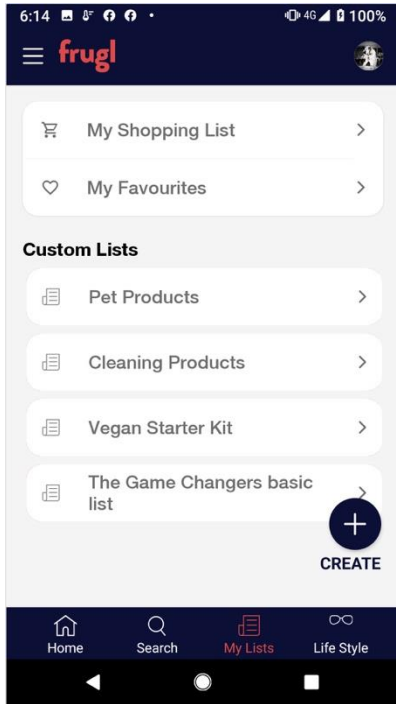 6:14 4G 100%
frugl
My Shopping List
My Favourites
Custom Lists
Pet Products
Cleaning Products
Vegan Starter Kit
The Game Changers basic
list
CREATE
Home Search My Lists Life Style